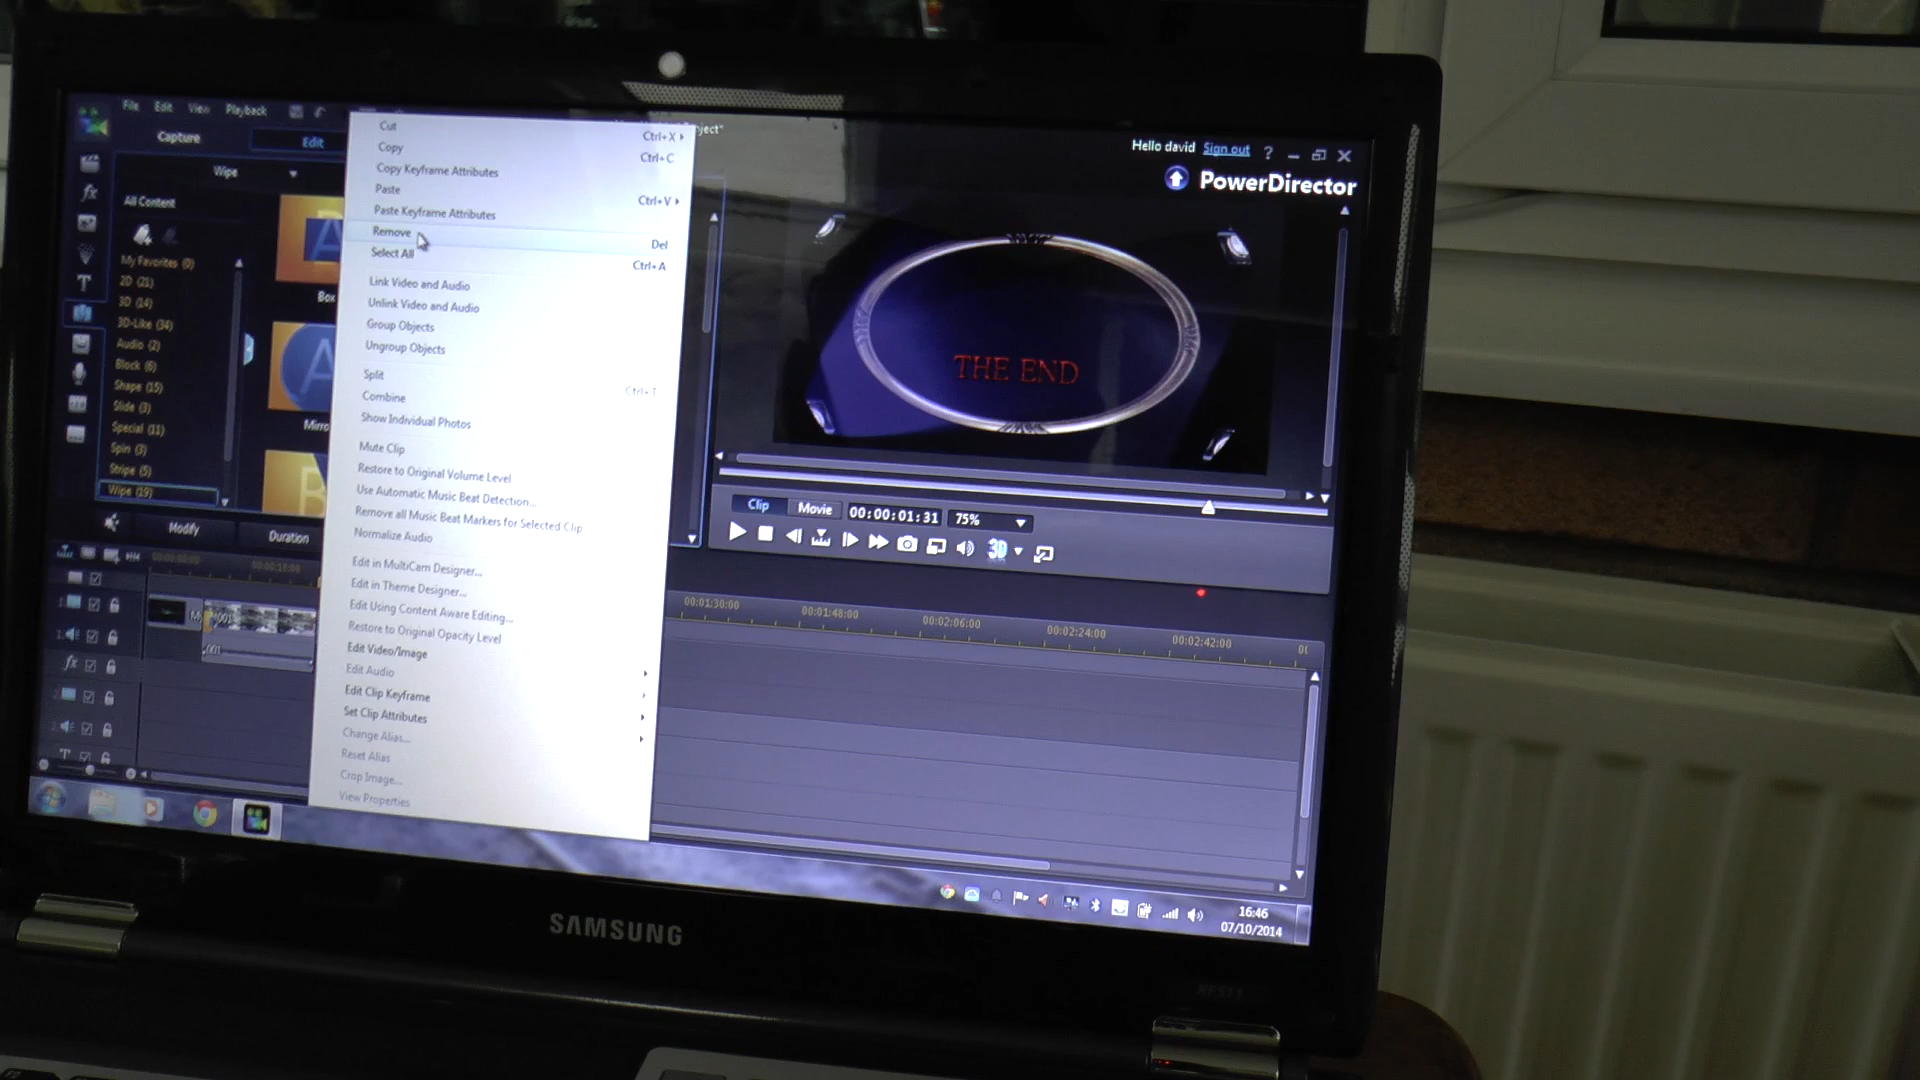 File Edit View Playback
Capture
Edit
Hello david Sign out ?
PowerDirector
Wipe
All Content
My Favorites (0)
2D (21)
3D (14)
3D-Like (34)
Audio (2)
Block (6)
Shape (15)
Slide (3)
Special (11)
Spin (3)
Stripe (5)
Wipe (19)
Box
Mirro
Modify
Duration
Cut Ctrl+X
Copy Ctrl+C
Copy Keyframe Attributes
Paste Ctrl+V
Paste Keyframe Attributes
Remove Del
Select All Ctrl+A
Link Video and Audio
Unlink Video and Audio
Group Objects
Ungroup Objects
Split Ctrl+T
Combine
Show Individual Photos
Mute Clip
Restore to Original Volume Level
Use Automatic Music Beat Detection...
Remove all Music Beat Markers for Selected Clip
Normalize Audio
Edit in MultiCam Designer...
Edit in Theme Designer...
Edit Using Content Aware Editing...
Restore to Original Opacity Level
Edit Video/Image
Edit Audio
Edit Clip Keyframe
Set Clip Attributes
Change Alias...
Reset Alias
Crop Image...
View Properties
THE END
Clip Movie 00:00:01:31 75%
3D
00:01:30:00 00:01:48:00 00:02:06:00 00:02:24:00 00:02:42:00
001
001
16:46
07/10/2014
SAMSUNG